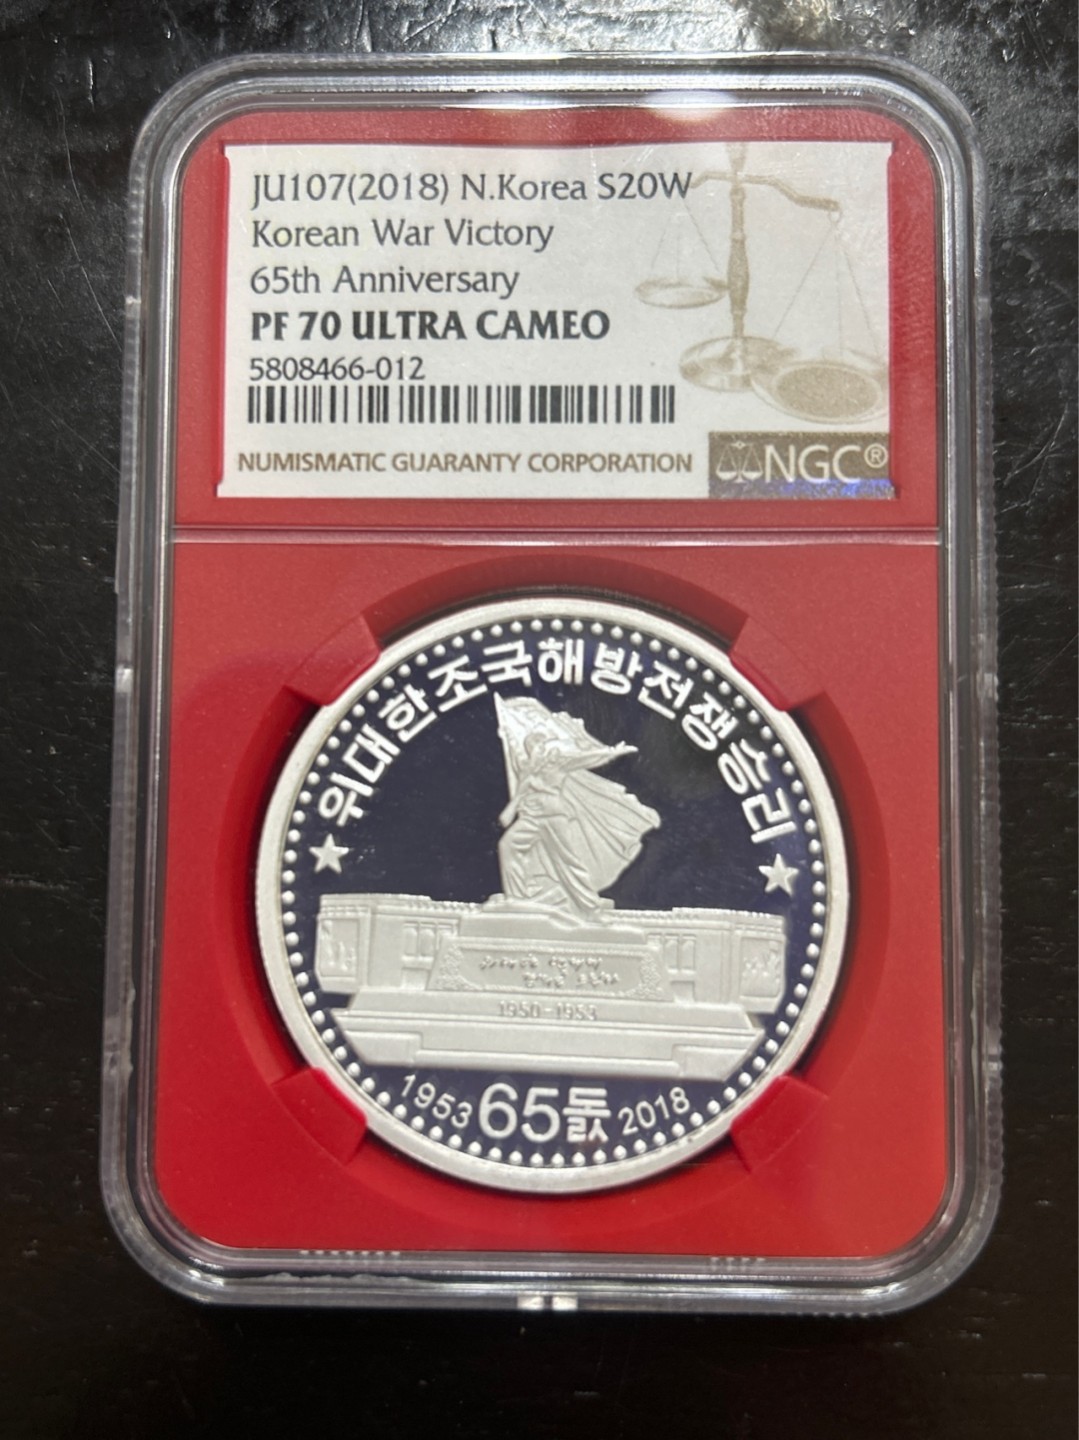 JU107(2018) N.Korea S20W
Korean War Victory
65th Anniversary
PF 70 ULTRA CAMEO
5808466-012
NUMISMATIC GUARANTY CORPORATION
NGC®
위대한조국해방전쟁승리
1950-1953
1953 65돐 2018